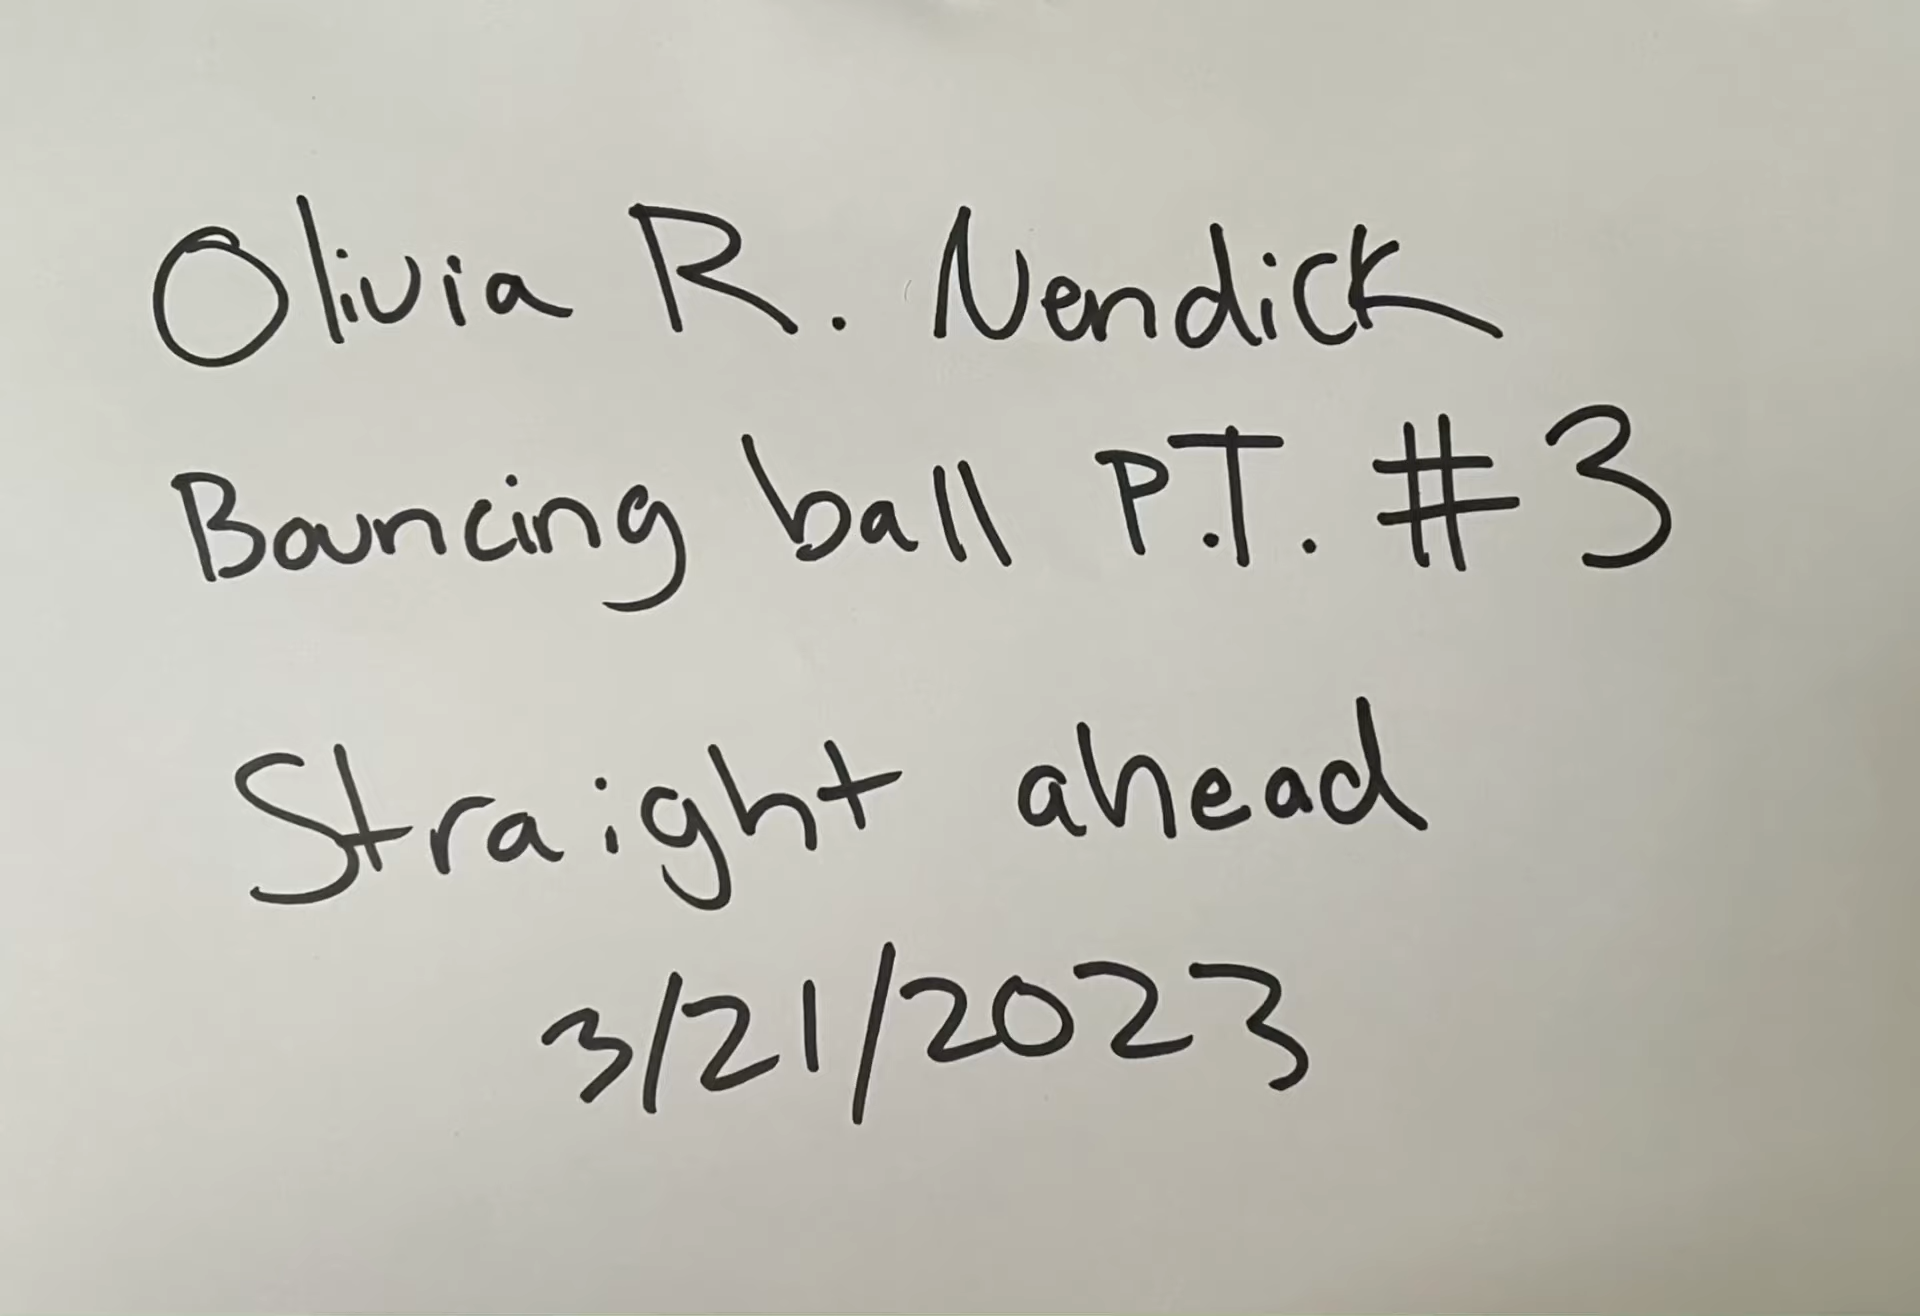 Olivia R. Nendick
Bouncing ball P.T. #3
Straight ahead
3/21/2023